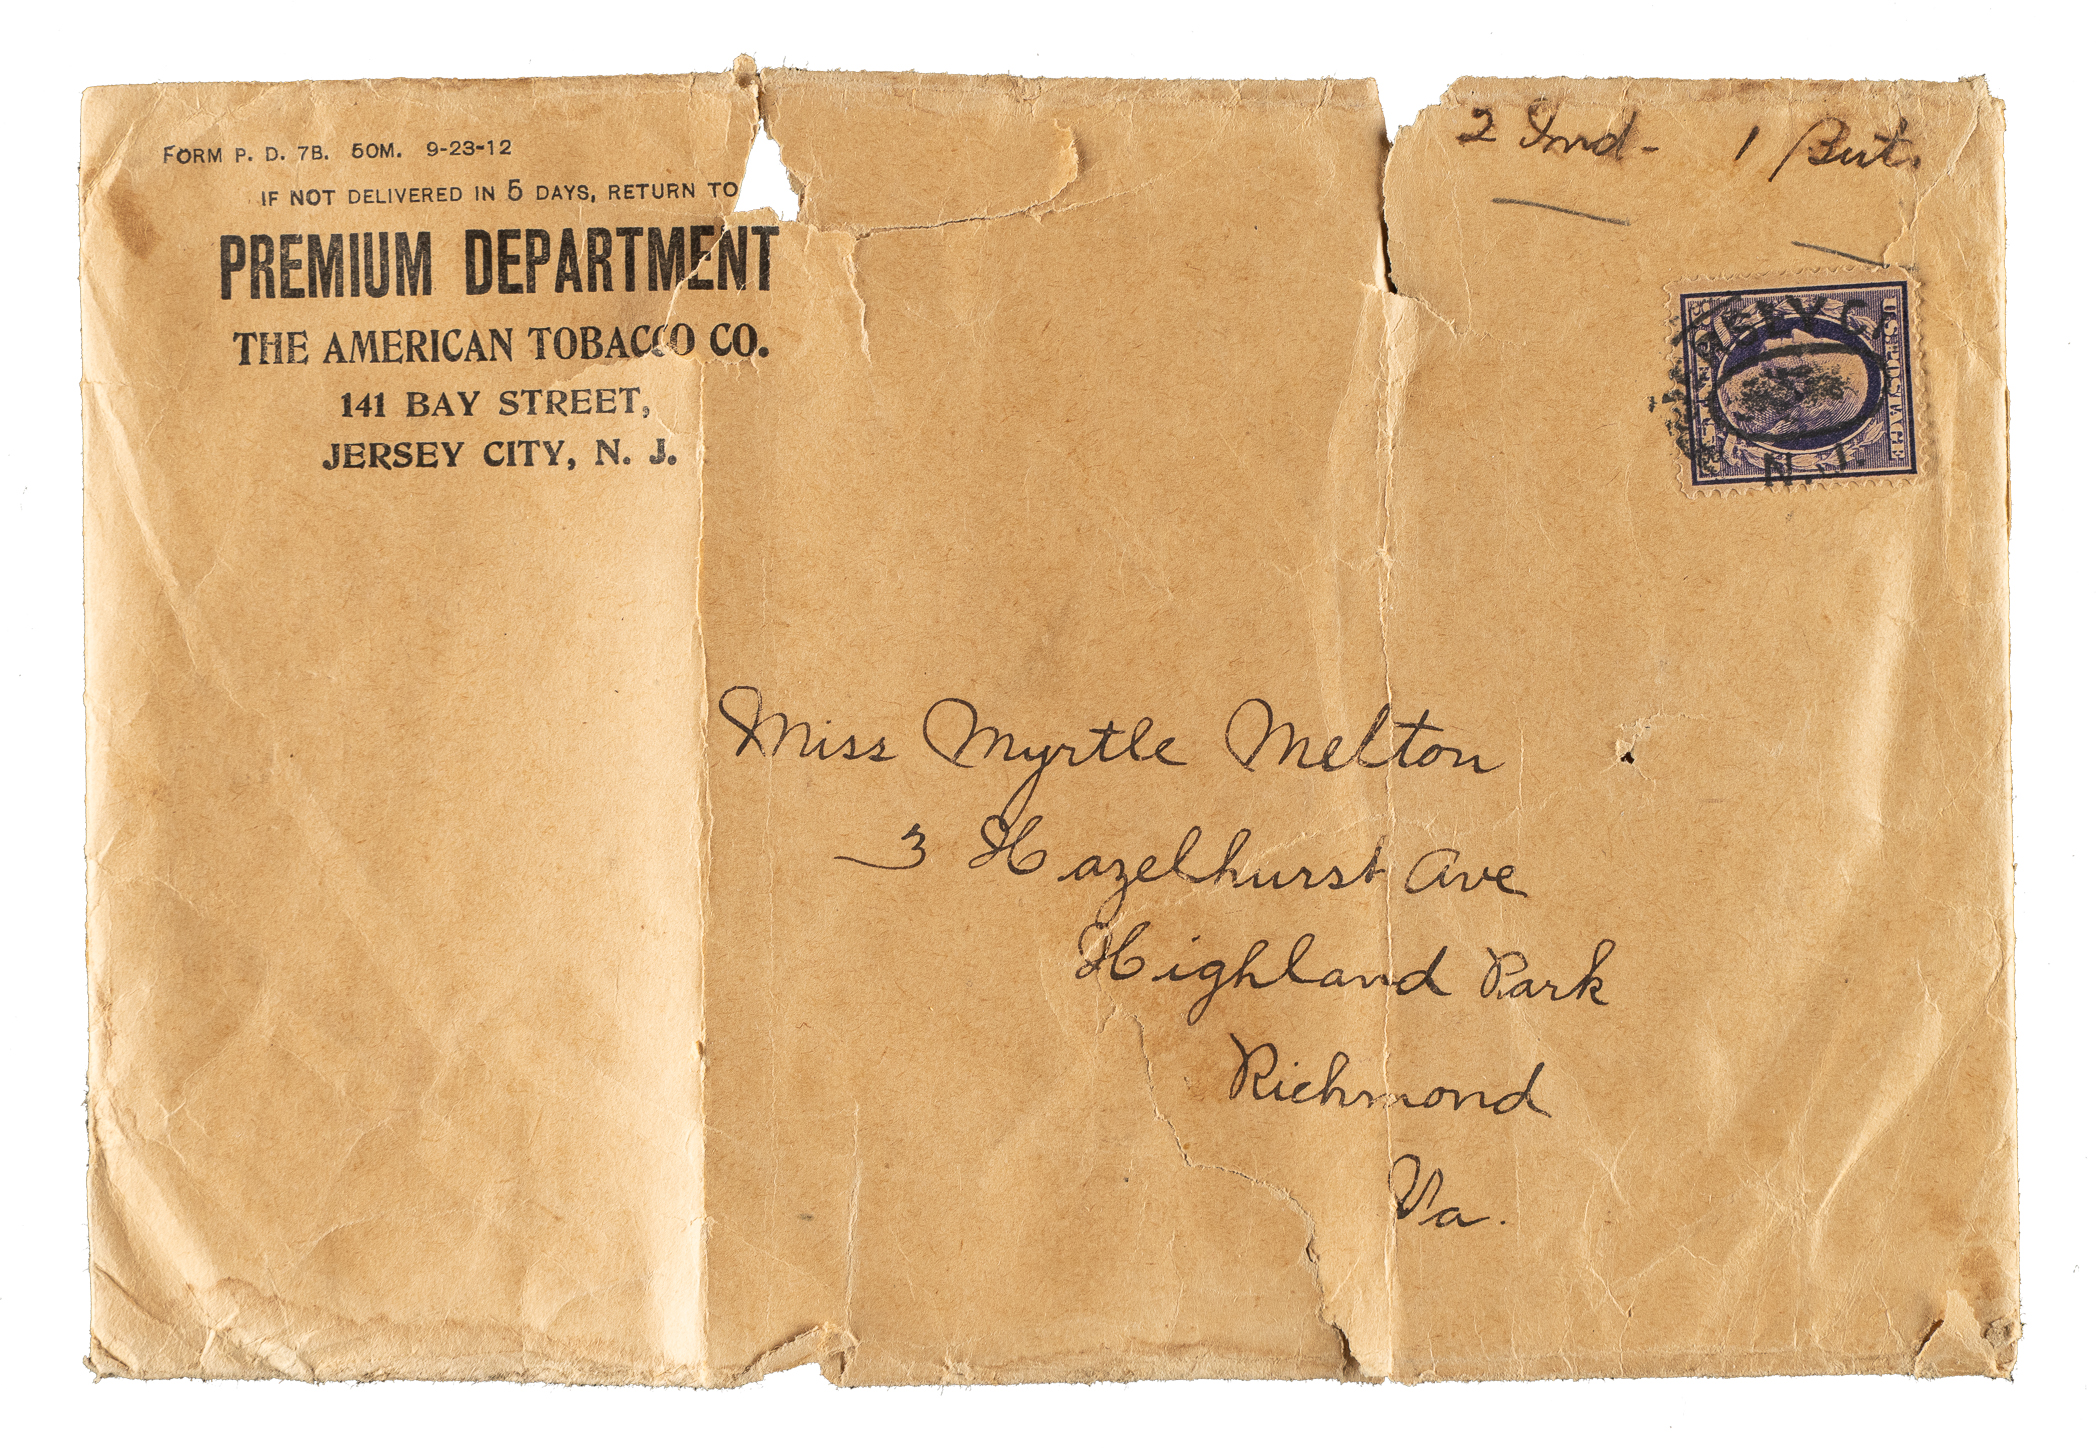 FORM P. D. 7B. 50M. 9-23-12
IF NOT DELIVERED IN 5 DAYS, RETURN TO
PREMIUM DEPARTMENT
THE AMERICAN TOBACCO CO.
141 BAY STREET,
JERSEY CITY, N. J.
2 Ind - 1 But.
U.S. POSTAGE
N. J.
Miss Myrtle Melton
3 Hazelhurst Ave
Highland Park
Richmond
Va.